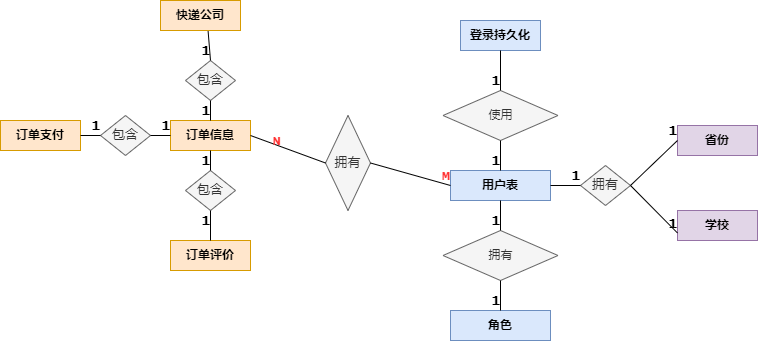 快递公司
1
包含
1
订单支付
1
包含
1
订单信息
1
包含
1
订单评价
N
拥有
M
登录持久化
1
使用
1
用户表
1
拥有
1
角色
1
拥有
1
省份
1
学校